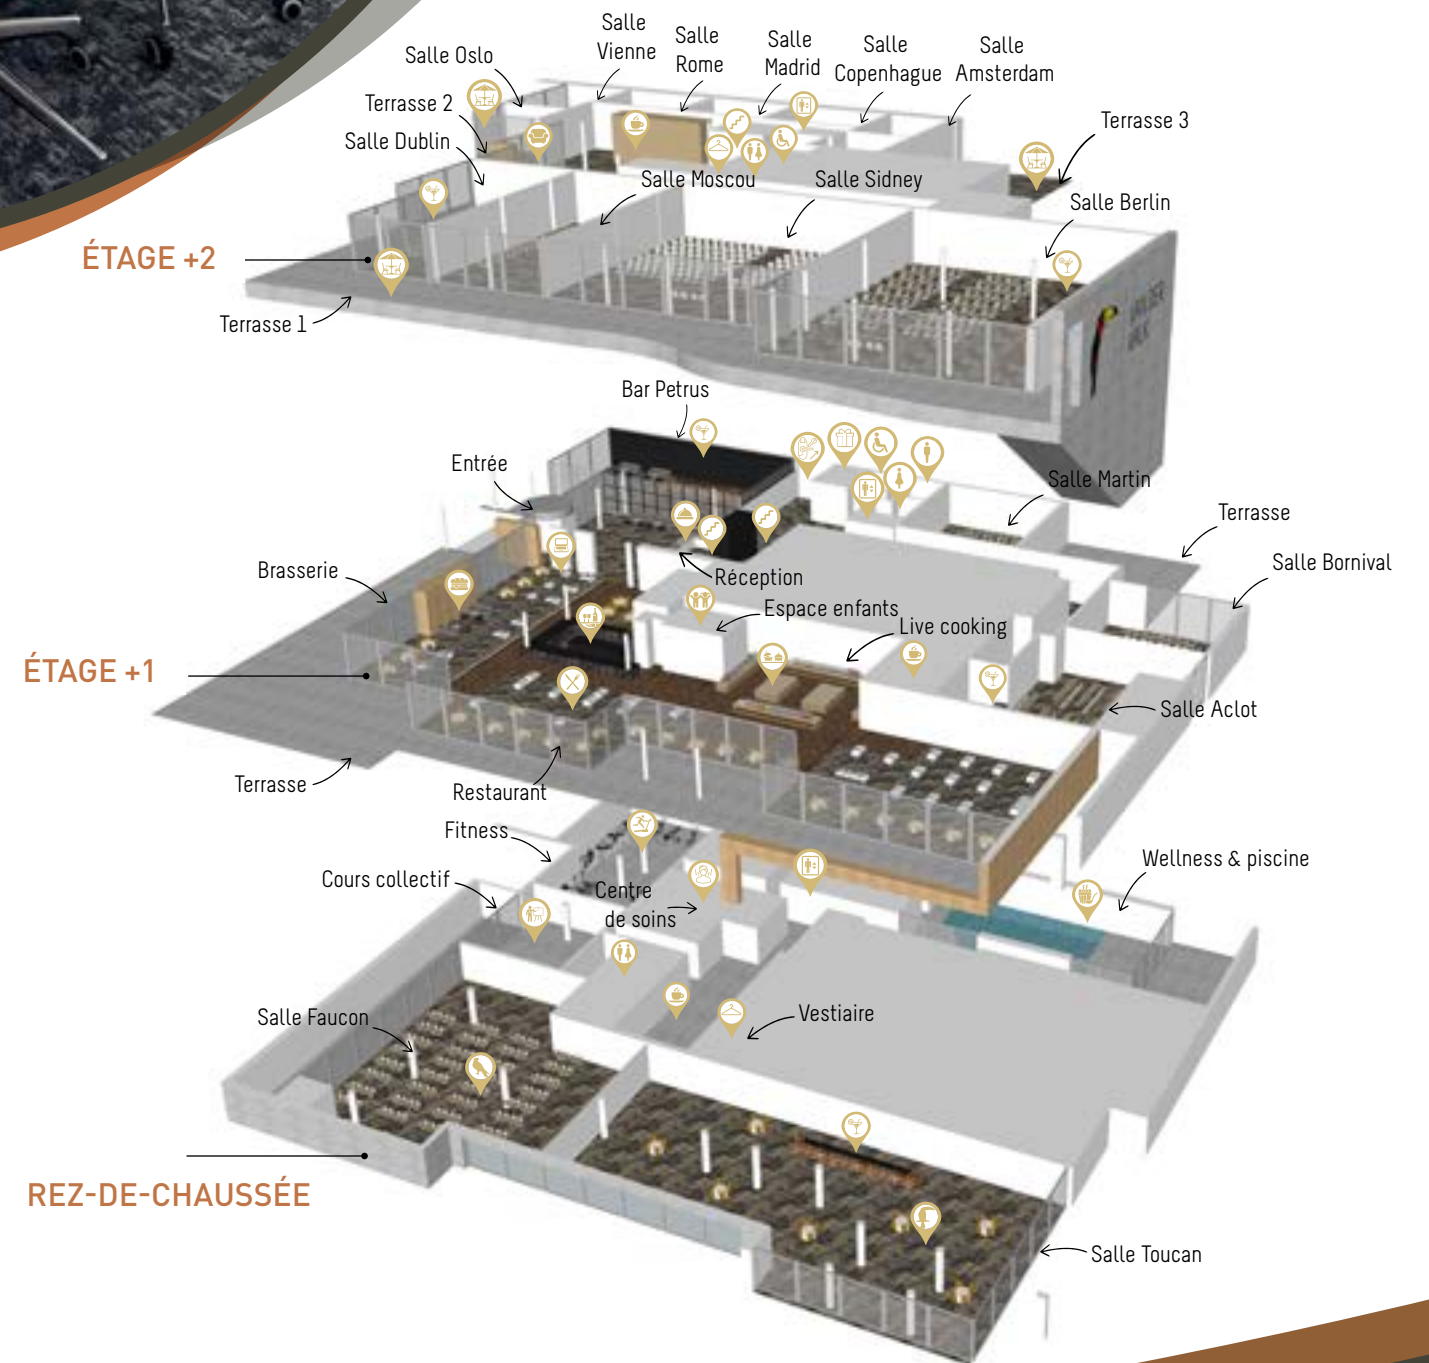 Salle Oslo
Salle
Vienne
Salle
Rome
Salle
Madrid
Salle
Copenhague
Salle
Amsterdam
Terrasse 2
Salle Dublin
Terrasse 3
Salle Moscou
Salle Sidney
Salle Berlin
ÉTAGE +2
Terrasse 1
Bar Petrus
Entrée
Salle Martin
Terrasse
Brasserie
Réception
Salle Bornival
Espace enfants
Live cooking
ÉTAGE +1
Salle Aclot
Terrasse
Restaurant
Fitness
Cours collectif
Centre
de soins
Wellness & piscine
Salle Faucon
Vestiaire
REZ-DE-CHAUSSÉE
Salle Toucan